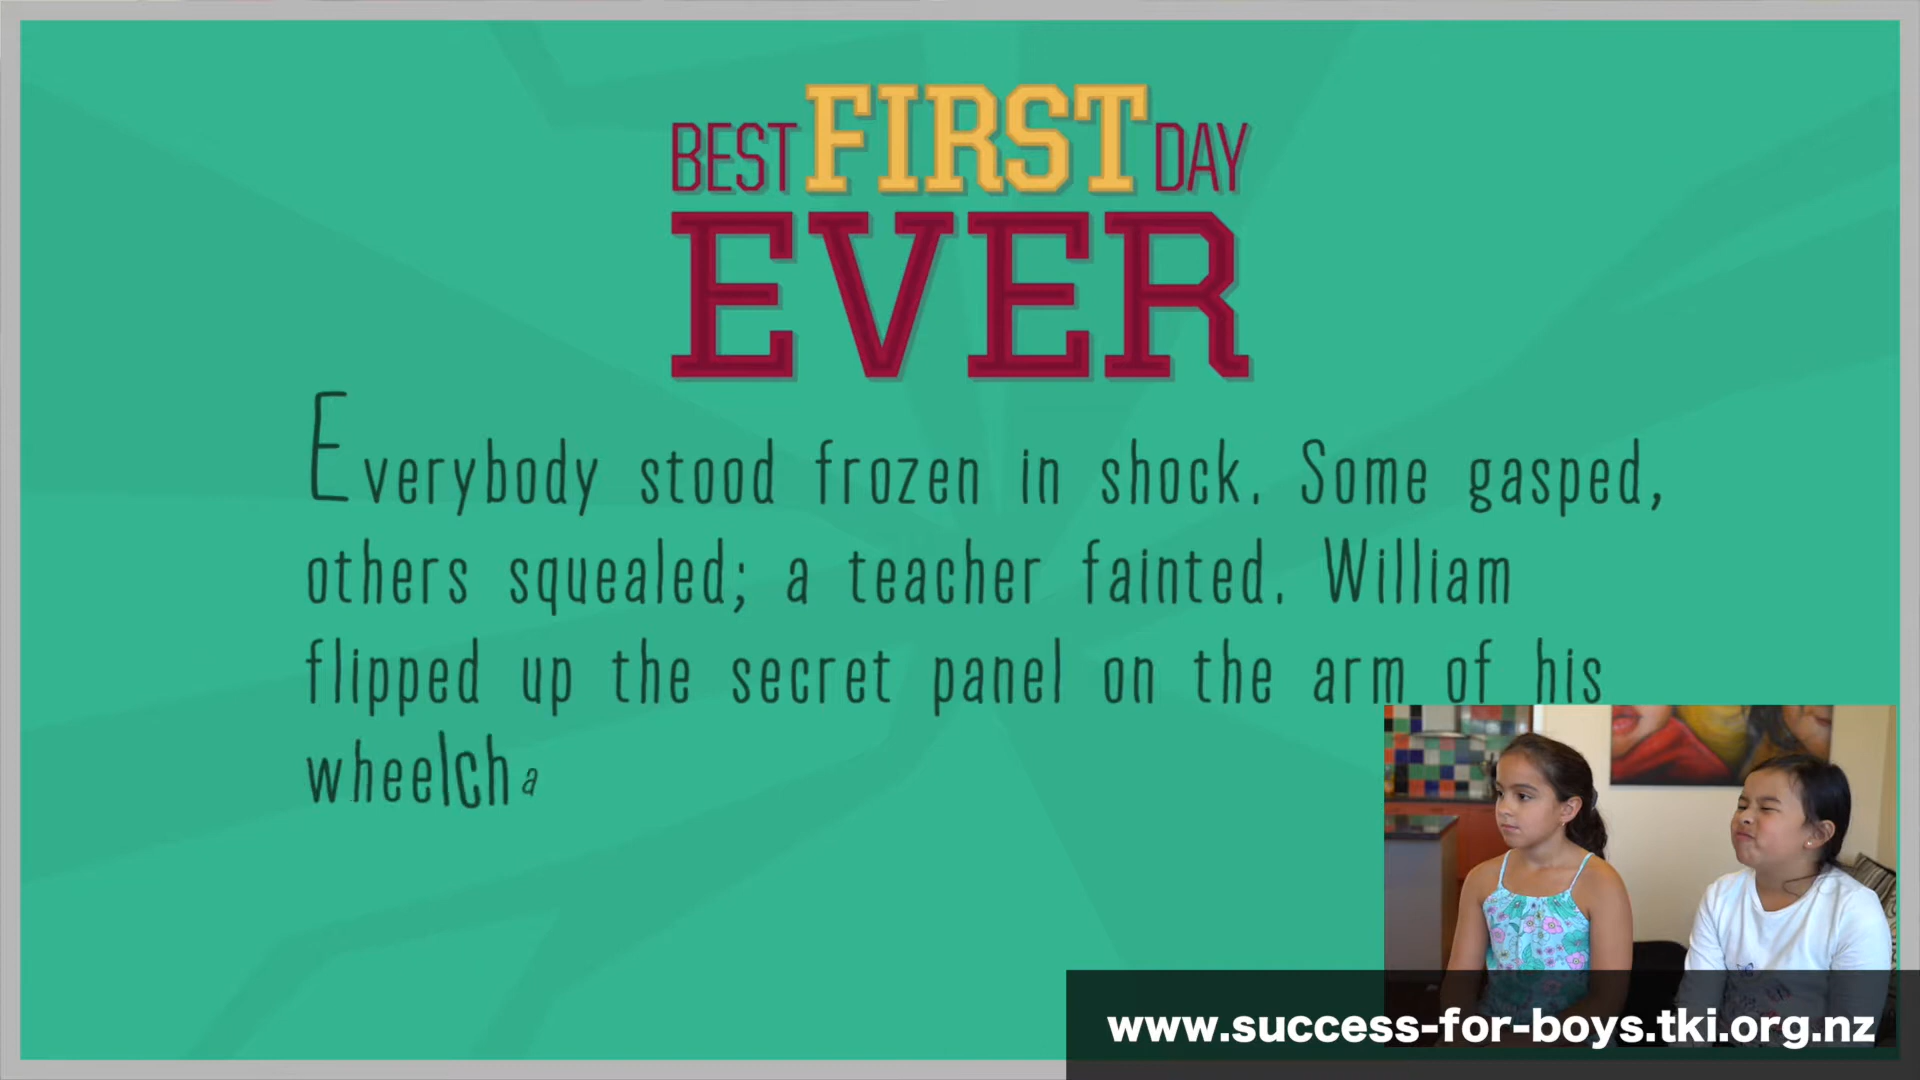 BEST FIRST DAY
EVER
Everybody stood frozen in shock. Some gasped,
others squealed; a teacher fainted. William
flipped up the secret panel on the arm of his
wheelcha
www.success-for-boys.tki.org.nz